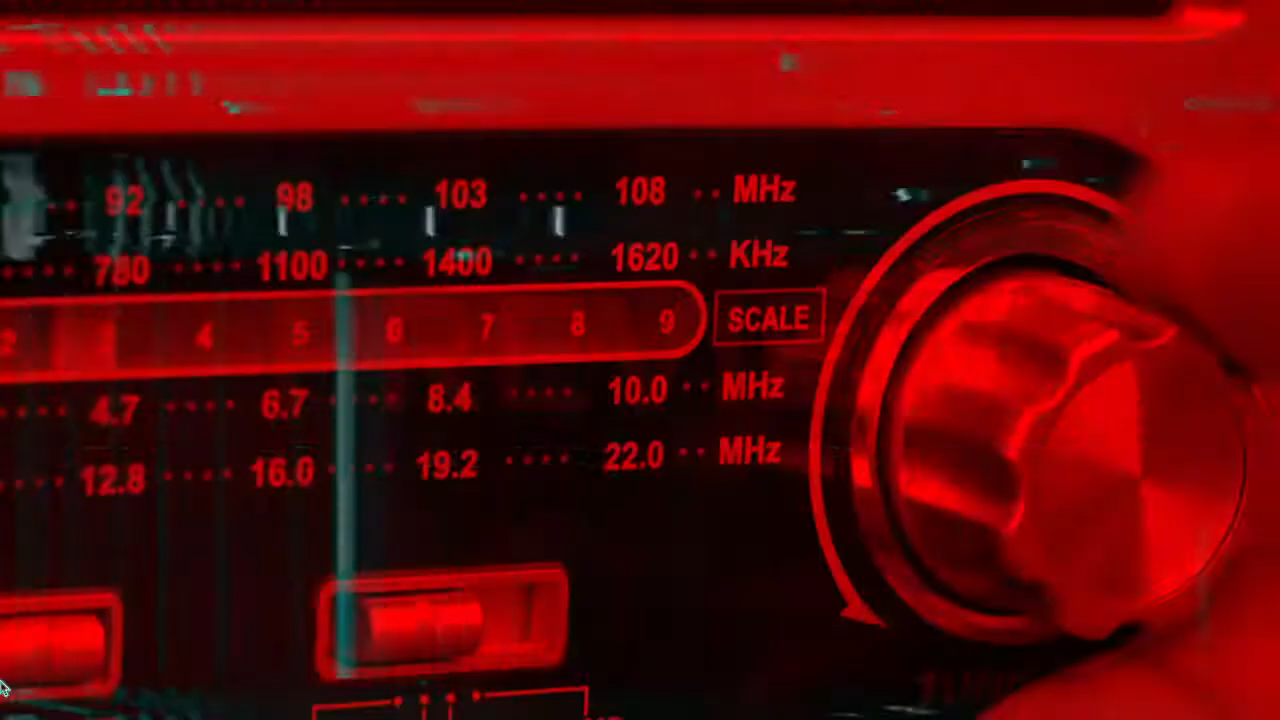 92 98 103 108 MHz
780 1100 1400 1620 KHz
2 4 5 6 7 8 9 SCALE
4.7 6.7 8.4 10.0 MHz
12.8 16.0 19.2 22.0 MHz